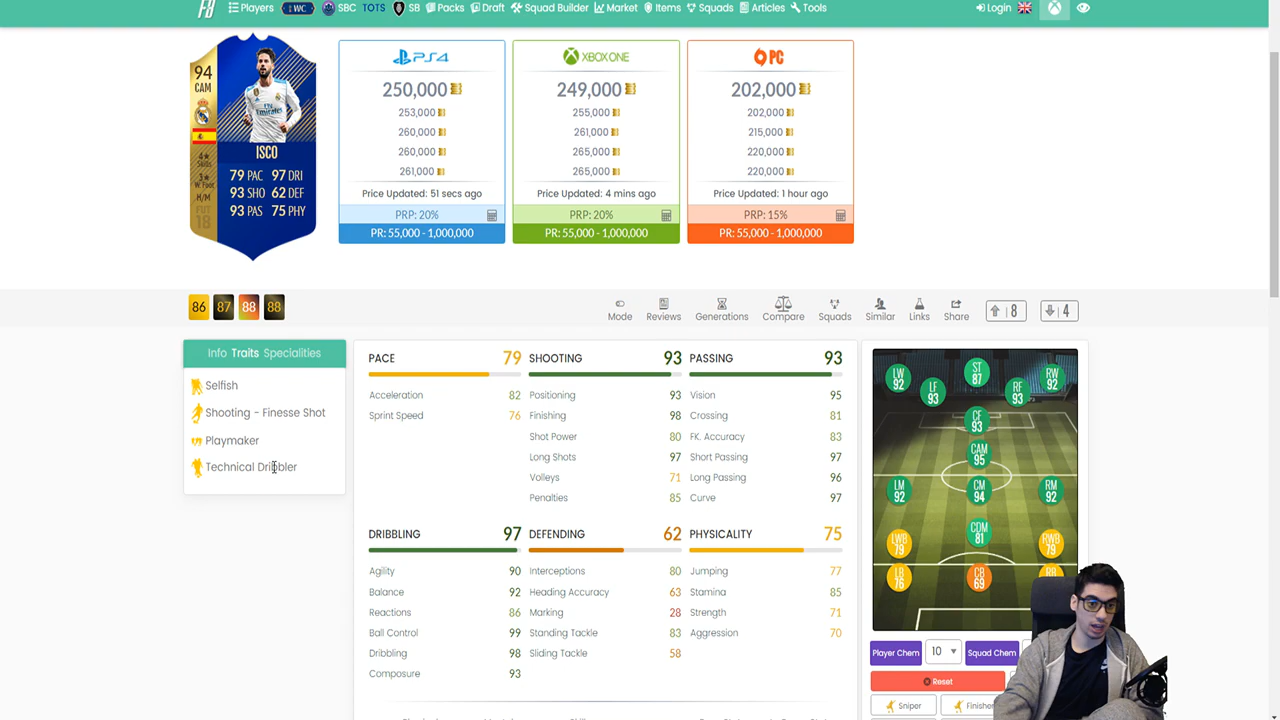 F8 Players WC SBC TOTS SB Packs Draft Squad Builder Market Items Squads Articles Tools Login
94
CAM
4★
Skills
3★
W. Foot
H/M
FUT
18
Fly
Emirates
ISCO
79 PAC 97 DRI
93 SHO 62 DEF
93 PAS 75 PHY
PS4
250,000
253,000
260,000
260,000
261,000
Price Updated: 51 secs ago
PRP: 20%
PR: 55,000 - 1,000,000
XBOX ONE
249,000
255,000
261,000
265,000
265,000
Price Updated: 4 mins ago
PRP: 20%
PR: 55,000 - 1,000,000
PC
202,000
202,000
215,000
220,000
220,000
Price Updated: 1 hour ago
PRP: 15%
PR: 55,000 - 1,000,000
86 87 88 88
Mode Reviews Generations Compare Squads Similar Links Share 8 4
Info Traits Specialities
Selfish
Shooting - Finesse Shot
Playmaker
Technical Dribbler
PACE 79
Acceleration 82
Sprint Speed 76
SHOOTING 93
Positioning 93
Finishing 98
Shot Power 80
Long Shots 97
Volleys 71
Penalties 85
PASSING 93
Vision 95
Crossing 81
FK. Accuracy 83
Short Passing 97
Long Passing 96
Curve 97
DRIBBLING 97
Agility 90
Balance 92
Reactions 86
Ball Control 99
Dribbling 98
Composure 93
DEFENDING 62
Interceptions 80
Heading Accuracy 63
Marking 28
Standing Tackle 83
Sliding Tackle 58
PHYSICALITY 75
Jumping 77
Stamina 85
Strength 71
Aggression 70
LW 92
LF 93
ST 87
RF 93
RW 92
CF 93
CAM 95
LM 92
CM 94
RM 92
CDM 81
LWB 79
RWB 79
LB 76
CB 69
RB
Player Chem 10 Squad Chem
Reset
Sniper Finisher